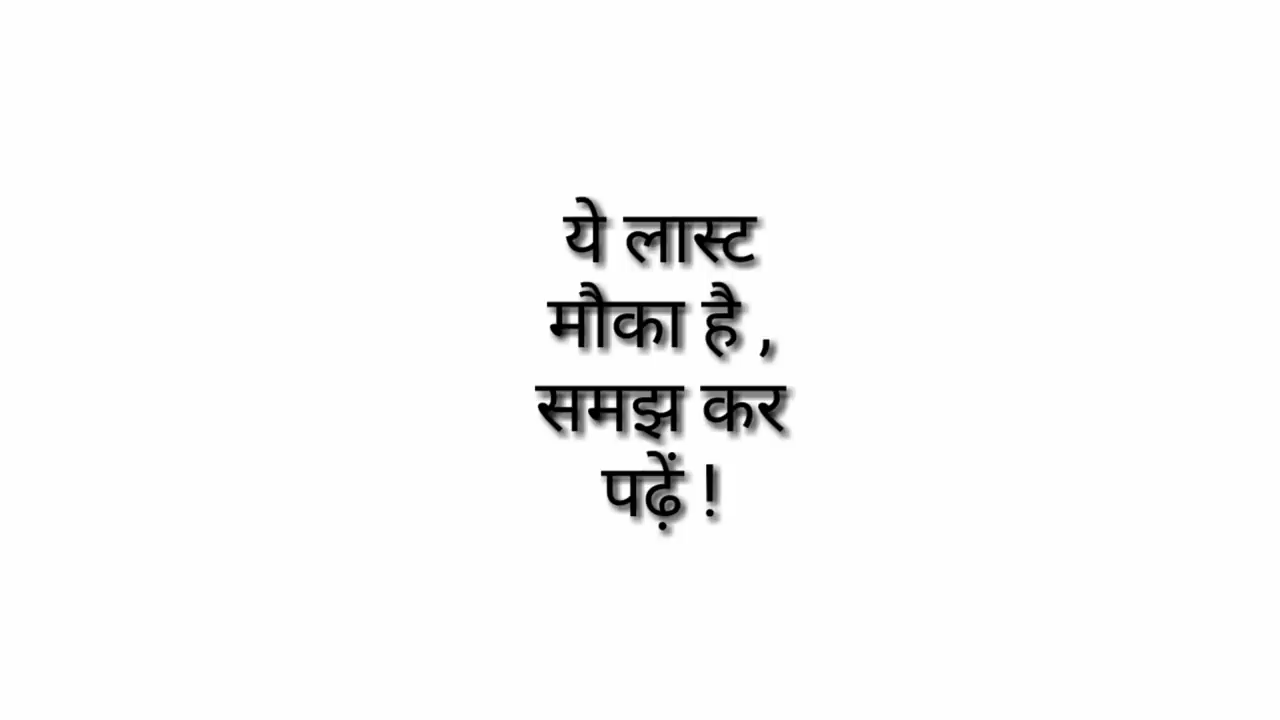 ये लास्ट
मौका है ,
समझ कर
पढ़ें !